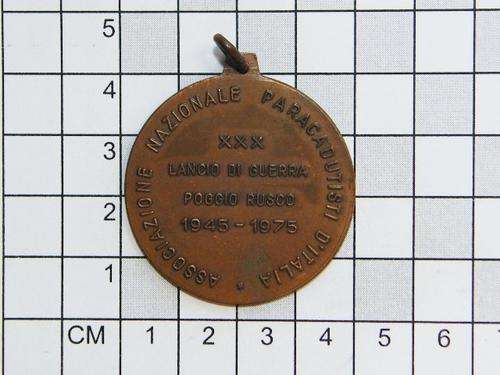 ASSOCIAZIONE NAZIONALE PARACADUTISTI D'ITALIA *
XXX
LANCIO DI GUERRA
POGGIO RUSCO
1945-1975
5
4
3
2
1
CM 1 2 3 4 5 6